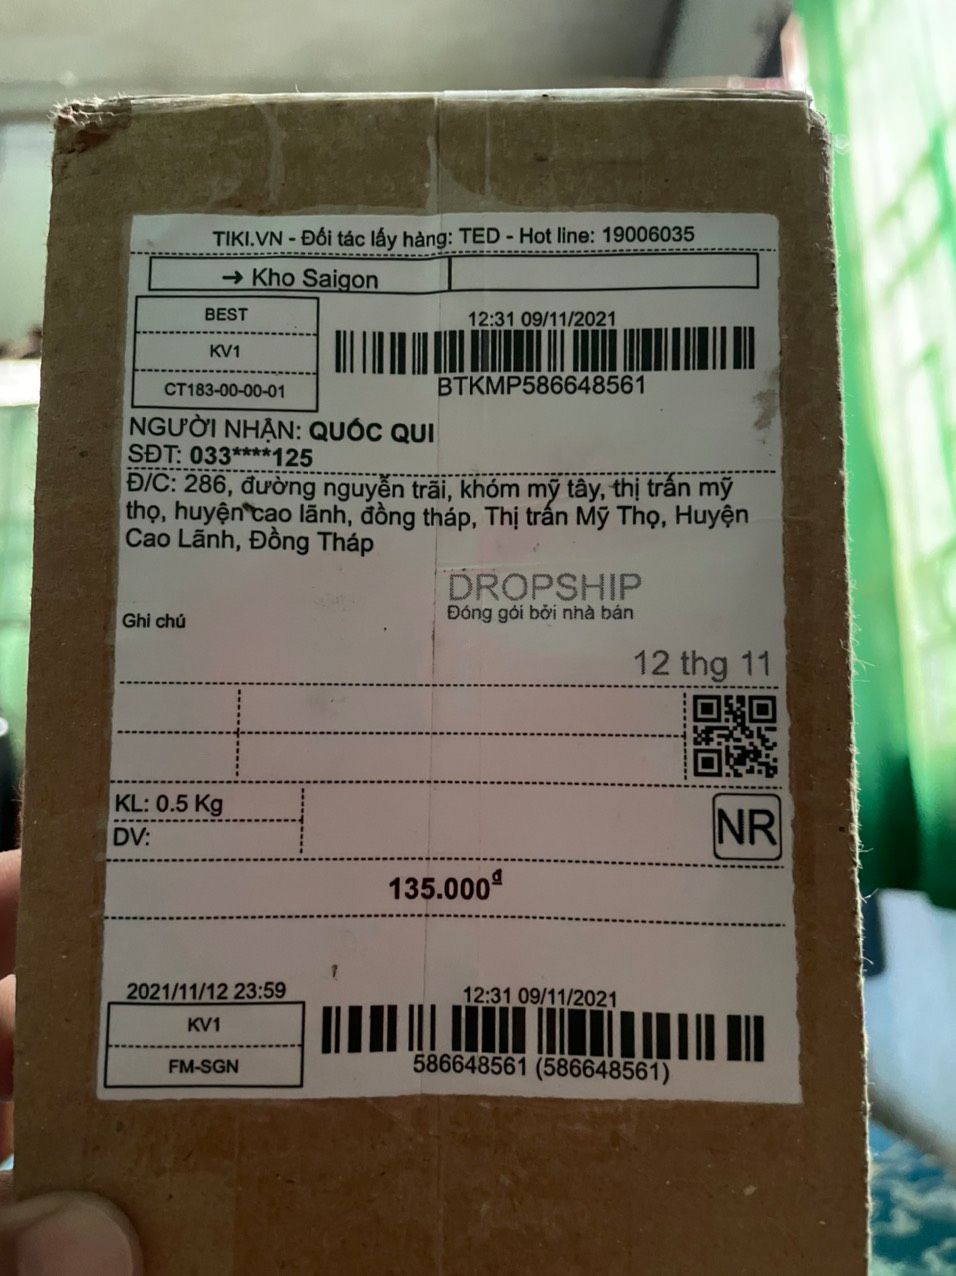 TIKI.VN - Đối tác lấy hàng: TED - Hot line: 19006035
→ Kho Saigon
BEST
KV1
CT183-00-00-01
12:31 09/11/2021
BTKMP586648561
NGƯỜI NHẬN: QUỐC QUI
SĐT: 033****125
Đ/C: 286, đường nguyễn trãi, khóm mỹ tây, thị trấn mỹ
thọ, huyện cao lãnh, đồng tháp, Thị trấn Mỹ Thọ, Huyện
Cao Lãnh, Đồng Tháp
DROPSHIP
Đóng gói bởi nhà bán
Ghi chú
12 thg 11
KL: 0.5 Kg
DV:
NR
135.000đ
2021/11/12 23:59
KV1
FM-SGN
12:31 09/11/2021
586648561 (586648561)